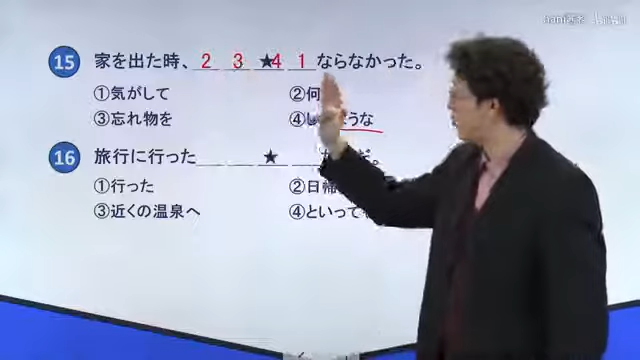 15 家を出た時、 2 3 ★4 1 ならなかった。
①気がして ②何
③忘れ物を ④し うな
16 旅行に行った ★ だ。
①行った ②日帰
③近くの温泉へ ④といって